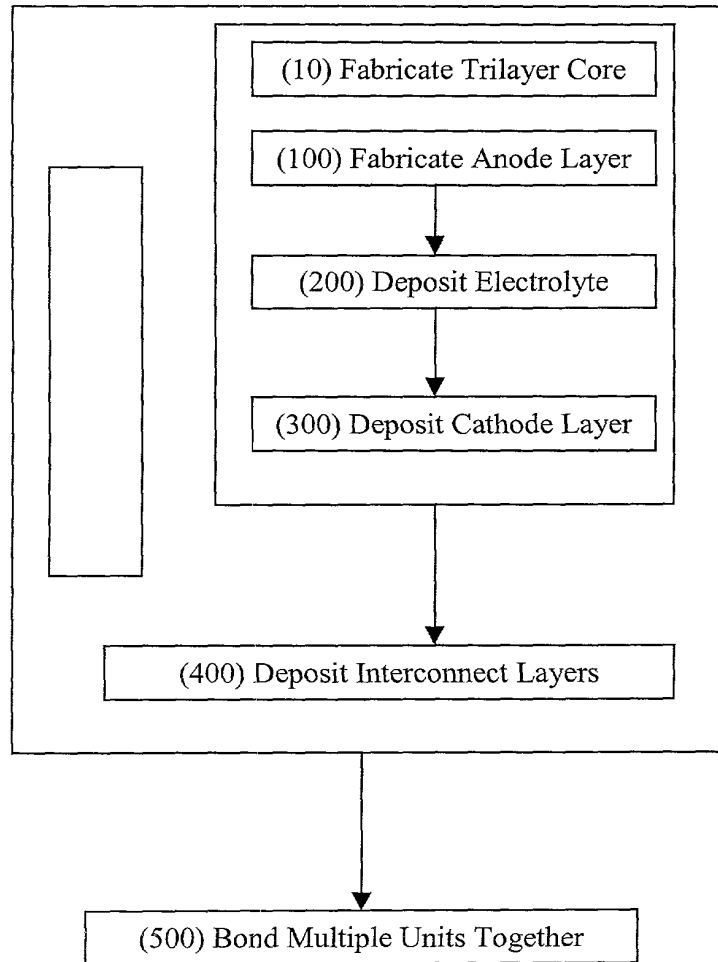 (10) Fabricate Trilayer Core
(100) Fabricate Anode Layer
(200) Deposit Electrolyte
(300) Deposit Cathode Layer
(400) Deposit Interconnect Layers
(500) Bond Multiple Units Together